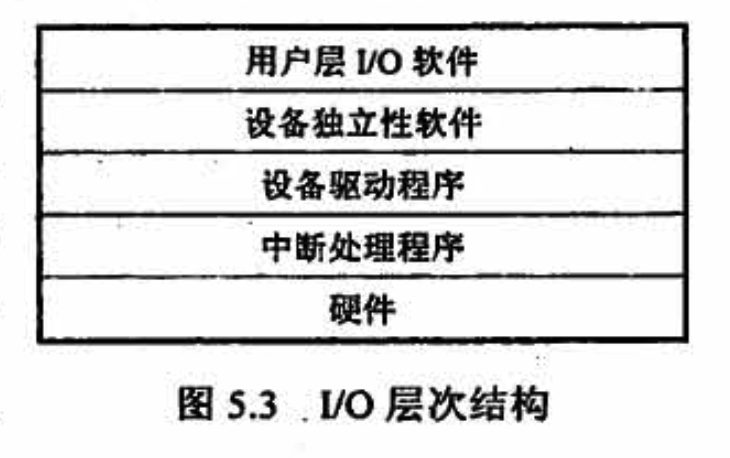 用户层 I/O 软件
设备独立性软件
设备驱动程序
中断处理程序
硬件
图 5.3 I/O 层次结构